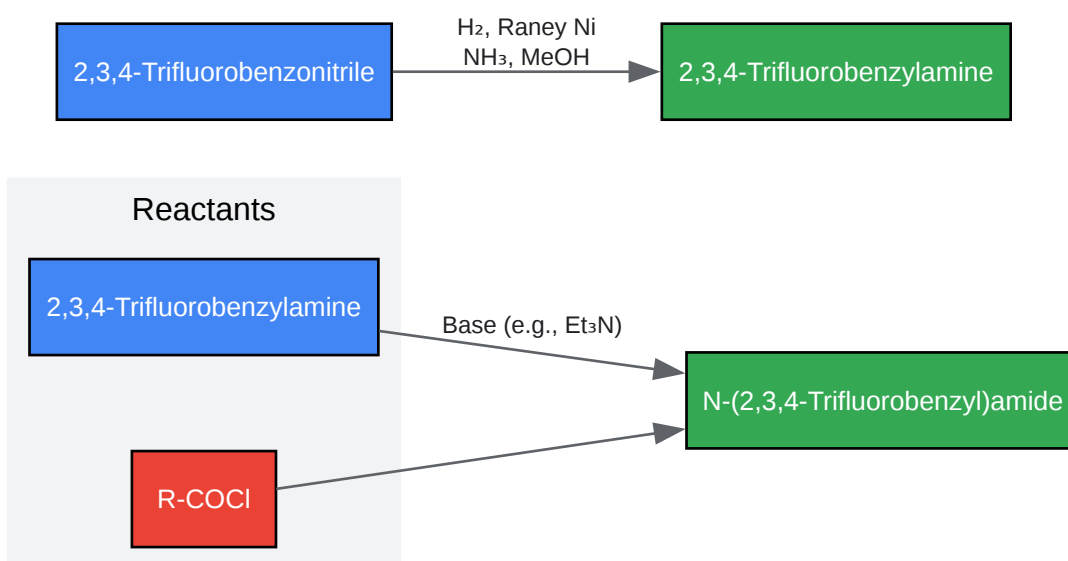 H₂, Raney Ni
NH₃, MeOH
2,3,4-Trifluorobenzonitrile
2,3,4-Trifluorobenzylamine
Reactants
2,3,4-Trifluorobenzylamine
Base (e.g., Et₃N)
N-(2,3,4-Trifluorobenzyl)amide
R-COCl